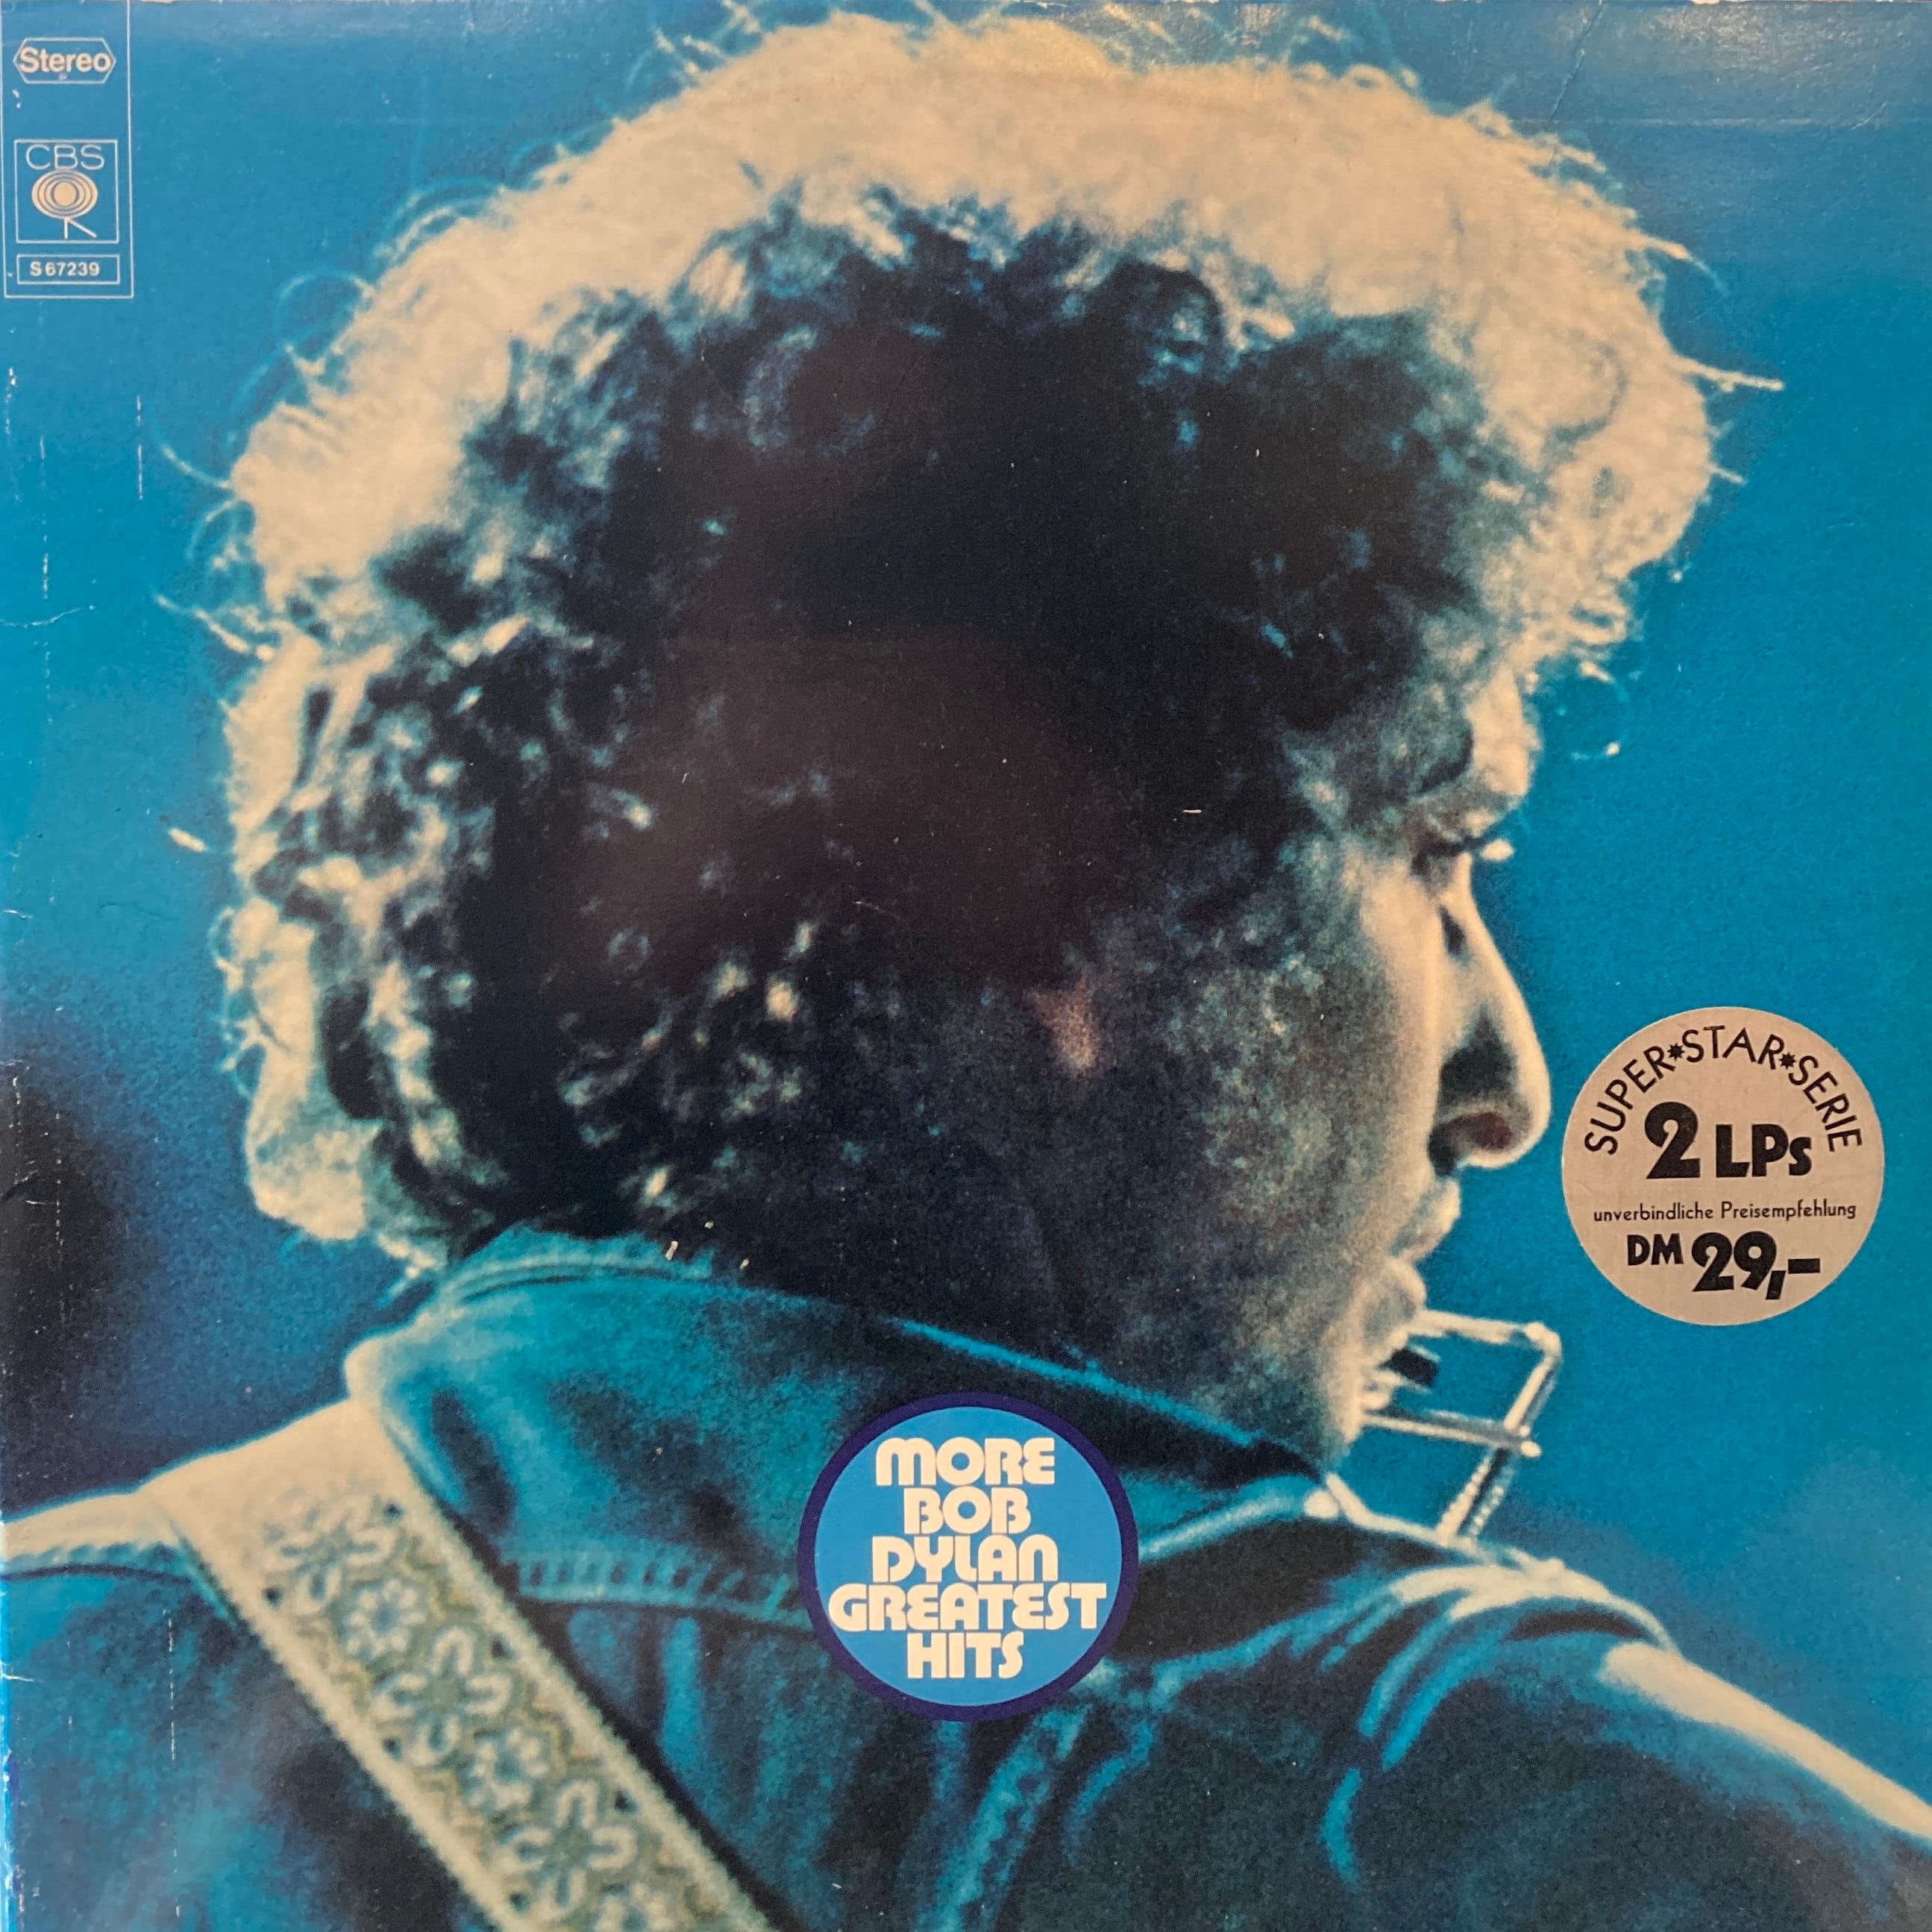 Stereo
CBS
S 67239
SUPER*STAR*SERIE
2 LPs
unverbindliche Preisempfehlung
DM 29,-
MORE
BOB
DYLAN
GREATEST
HITS